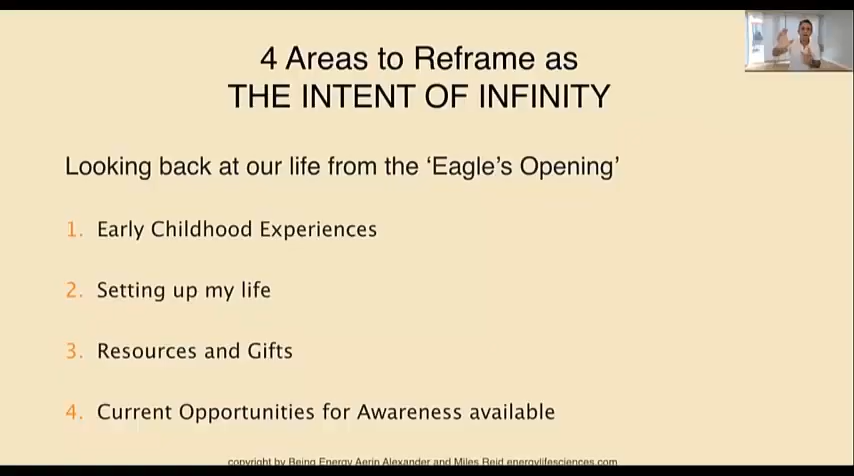 4 Areas to Reframe as
THE INTENT OF INFINITY
Looking back at our life from the ‘Eagle’s Opening’
1. Early Childhood Experiences
2. Setting up my life
3. Resources and Gifts
4. Current Opportunities for Awareness available
copyright by Being Energy Aerin Alexander and Miles Reid energylifesciences.com